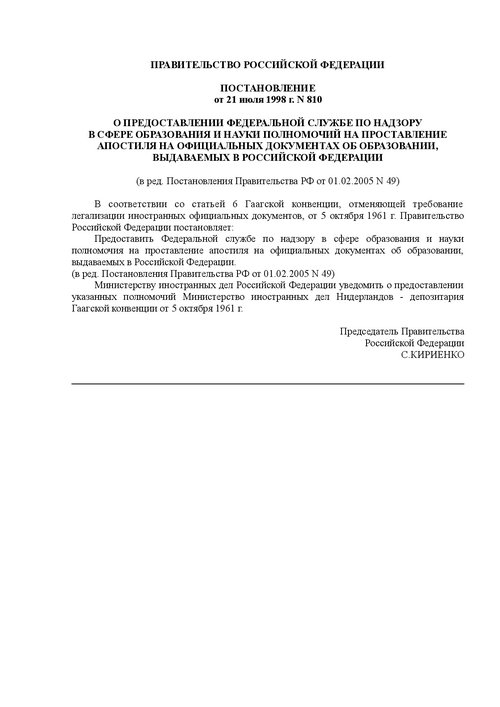 ПРАВИТЕЛЬСТВО РОССИЙСКОЙ ФЕДЕРАЦИИ
ПОСТАНОВЛЕНИЕ
от 21 июля 1998 г. N 810
О ПРЕДОСТАВЛЕНИИ ФЕДЕРАЛЬНОЙ СЛУЖБЕ ПО НАДЗОРУ
В СФЕРЕ ОБРАЗОВАНИЯ И НАУКИ ПОЛНОМОЧИЙ НА ПРОСТАВЛЕНИЕ
АПОСТИЛЯ НА ОФИЦИАЛЬНЫХ ДОКУМЕНТАХ ОБ ОБРАЗОВАНИИ,
ВЫДАВАЕМЫХ В РОССИЙСКОЙ ФЕДЕРАЦИИ
(в ред. Постановления Правительства РФ от 01.02.2005 N 49)
В соответствии со статьей 6 Гаагской конвенции, отменяющей требование
легализации иностранных официальных документов, от 5 октября 1961 г. Правительство
Российской Федерации постановляет:
Предоставить Федеральной службе по надзору в сфере образования и науки
полномочия на проставление апостиля на официальных документах об образовании,
выдаваемых в Российской Федерации.
(в ред. Постановления Правительства РФ от 01.02.2005 N 49)
Министерству иностранных дел Российской Федерации уведомить о предоставлении
указанных полномочий Министерство иностранных дел Нидерландов - депозитария
Гаагской конвенции от 5 октября 1961 г.
Председатель Правительства
Российской Федерации
С.КИРИЕНКО